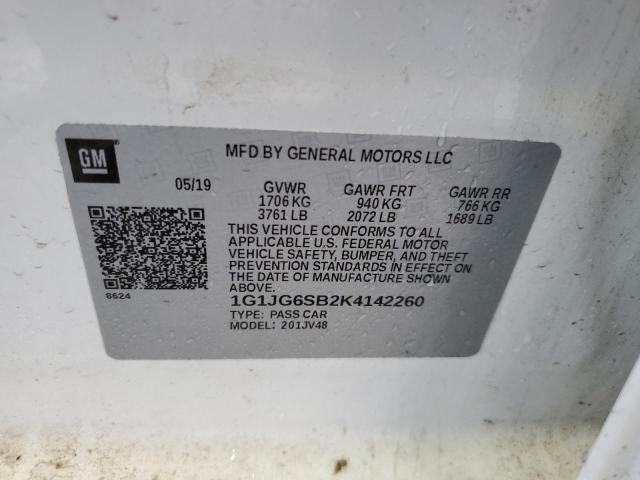 GM
MFD BY GENERAL MOTORS LLC
05/19 GVWR GAWR FRT GAWR RR
1706 KG 940 KG 766 KG
3761 LB 2072 LB 1689 LB
THIS VEHICLE CONFORMS TO ALL
APPLICABLE U.S. FEDERAL MOTOR
VEHICLE SAFETY, BUMPER, AND THEFT
PREVENTION STANDARDS IN EFFECT ON
THE DATE OF MANUFACTURE SHOWN
ABOVE.
8624
1G1JG6SB2K4142260
TYPE: PASS CAR
MODEL: 201JV48